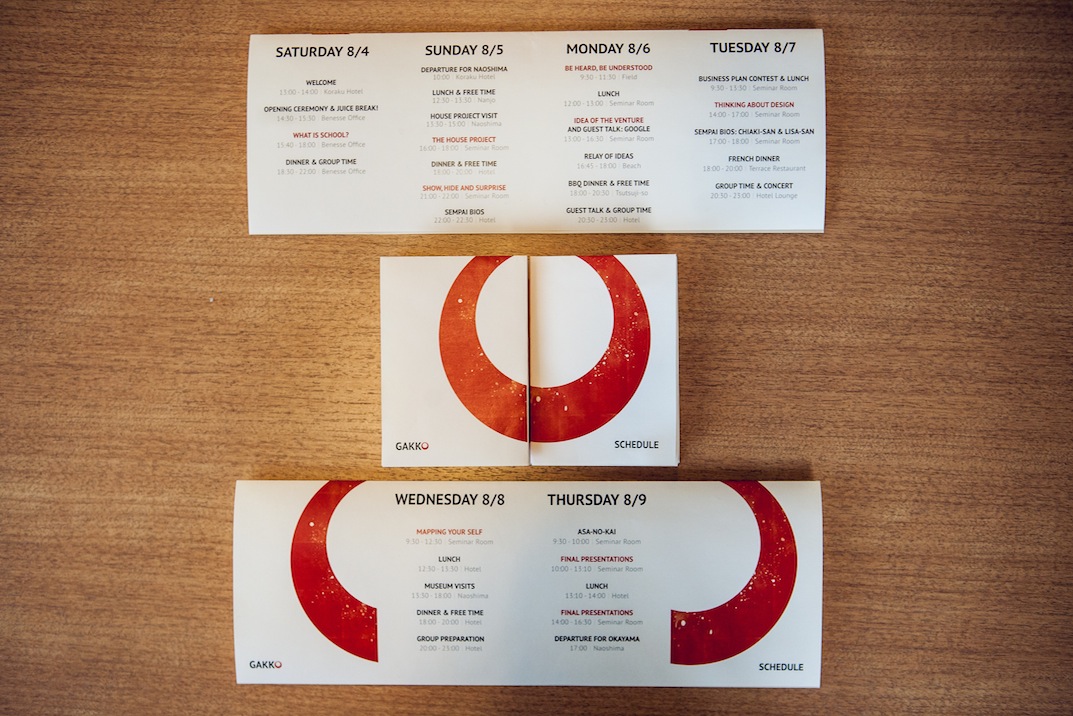 SATURDAY 8/4
WELCOME
13:00 - 14:00 | Koraku Hotel
OPENING CEREMONY & JUICE BREAK!
14:30 - 15:30 | Benesse Office
WHAT IS SCHOOL?
15:40 - 18:00 | Benesse Office
DINNER & GROUP TIME
18:30 - 22:00 | Benesse Office
SUNDAY 8/5
DEPARTURE FOR NAOSHIMA
10:00 | Koraku Hotel
LUNCH & FREE TIME
12:30 - 13:30 | Nanjo
HOUSE PROJECT VISIT
13:30 - 15:00 | Naoshima
THE HOUSE PROJECT
16:00 - 18:00 | Seminar Room
DINNER & FREE TIME
18:00 - 20:00 | Hotel
SHOW, HIDE AND SURPRISE
21:00 - 22:00 | Seminar Room
SEMPAI BIOS
22:00 - 22:30 | Hotel
MONDAY 8/6
BE HEARD, BE UNDERSTOOD
9:30 - 11:30 | Field
LUNCH
12:00 - 13:00 | Seminar Room
IDEA OF THE VENTURE
AND GUEST TALK: GOOGLE
13:00 - 16:30 | Seminar Room
RELAY OF IDEAS
16:45 - 18:00 | Beach
BBQ DINNER & FREE TIME
18:00 - 20:30 | Tsutsuji-so
GUEST TALK & GROUP TIME
20:30 - 23:00 | Hotel
TUESDAY 8/7
BUSINESS PLAN CONTEST & LUNCH
9:30 - 13:30 | Seminar Room
THINKING ABOUT DESIGN
14:00 - 17:00 | Seminar Room
SEMPAI BIOS: CHIAKI-SAN & LISA-SAN
17:00 - 18:00 | Seminar Room
FRENCH DINNER
18:00 - 20:00 | Terrace Restaurant
GROUP TIME & CONCERT
20:30 - 23:00 | Hotel Lounge
GAKKO
SCHEDULE
WEDNESDAY 8/8
MAPPING YOUR SELF
9:30 - 12:30 | Seminar Room
LUNCH
12:30 - 13:30 | Hotel
MUSEUM VISITS
13:30 - 18:00 | Naoshima
DINNER & FREE TIME
18:00 - 20:00 | Hotel
GROUP PREPARATION
20:00 - 23:00 | Hotel
THURSDAY 8/9
ASA-NO-KAI
9:30 - 10:00 | Seminar Room
FINAL PRESENTATIONS
10:00 - 13:10 | Seminar Room
LUNCH
13:10 - 14:00 | Hotel
FINAL PRESENTATIONS
14:00 - 16:30 | Seminar Room
DEPARTURE FOR OKAYAMA
17:00 | Naoshima
GAKKO
SCHEDULE